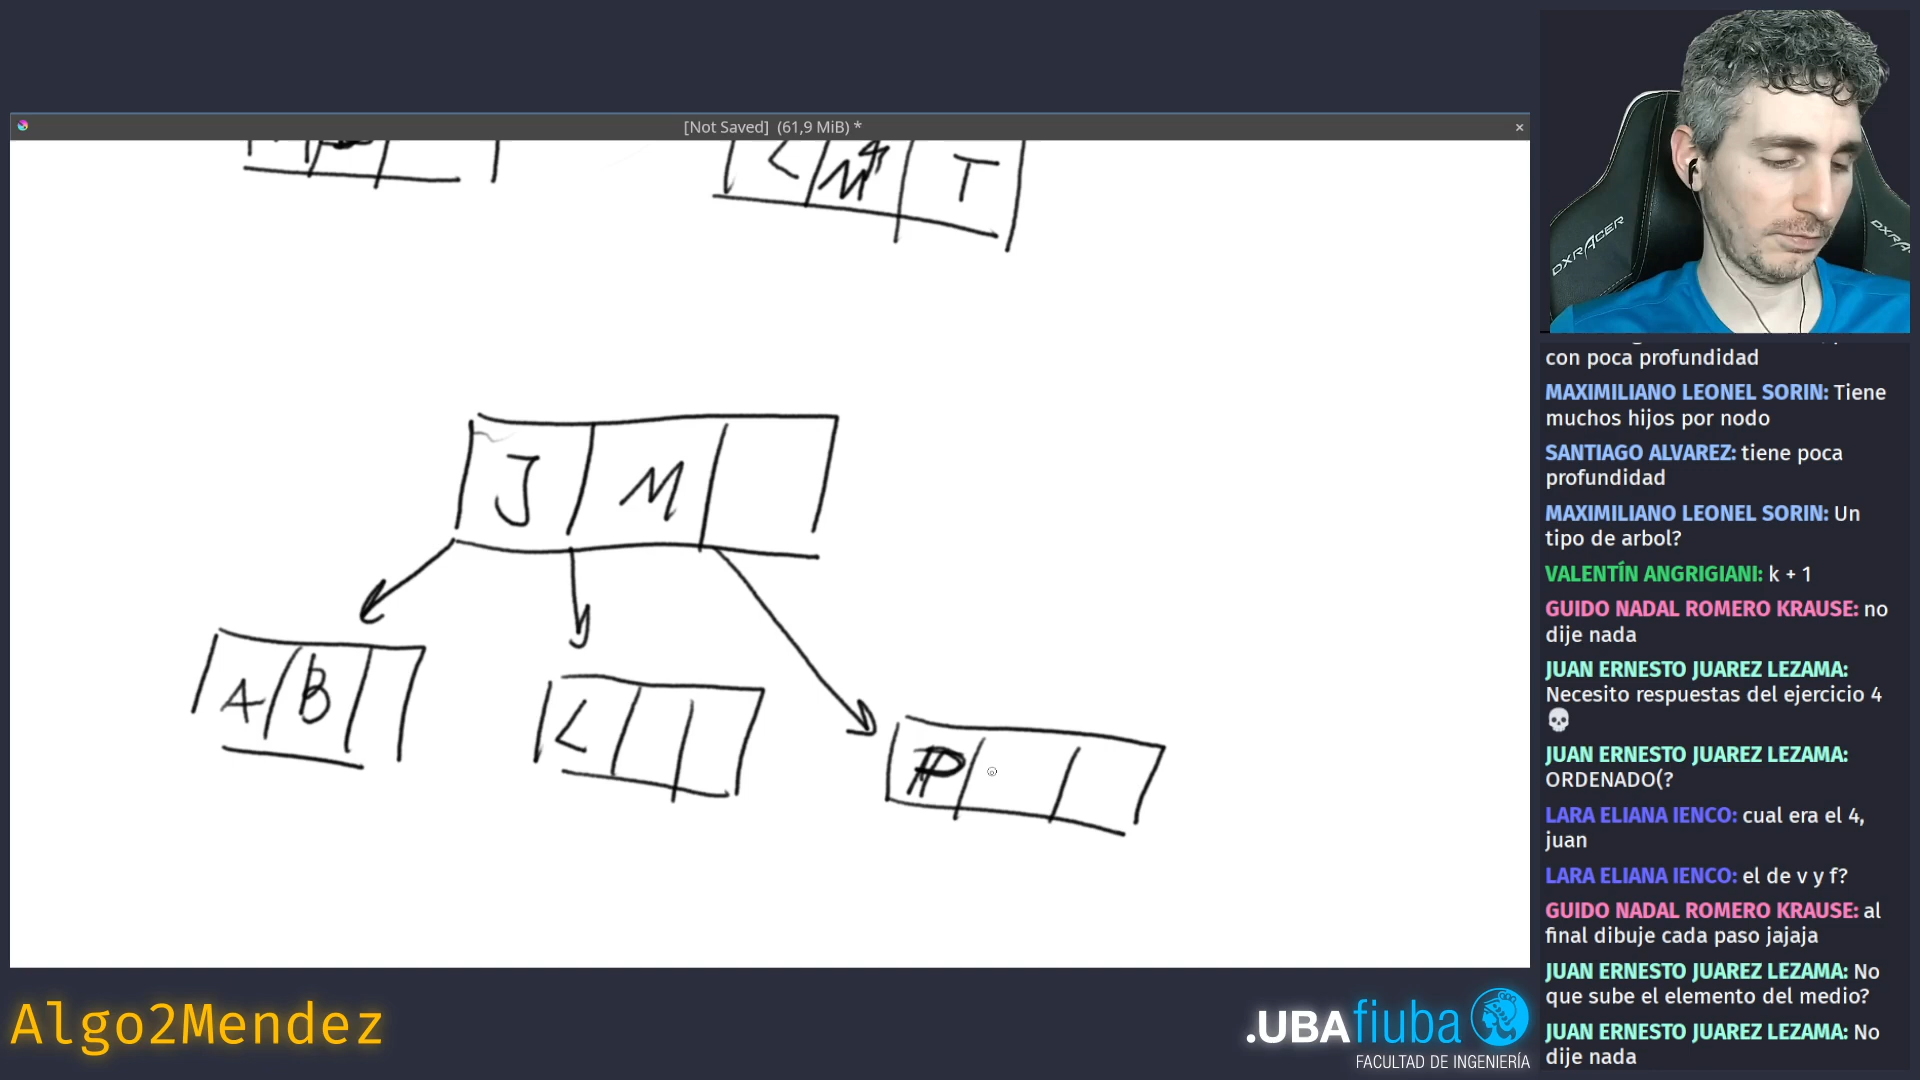 [Not Saved] (61,9 MiB) *
×
L M T
J M
A B
L
P
DXRACER
DXRA
con poca profundidad
MAXIMILIANO LEONEL SORIN: Tiene
muchos hijos por nodo
SANTIAGO ALVAREZ: tiene poca
profundidad
MAXIMILIANO LEONEL SORIN: Un
tipo de arbol?
VALENTÍN ANGRIGIANI: k + 1
GUIDO NADAL ROMERO KRAUSE: no
dije nada
JUAN ERNESTO JUAREZ LEZAMA:
Necesito respuestas del ejercicio 4
💀
JUAN ERNESTO JUAREZ LEZAMA:
ORDENADO(?
LARA ELIANA IENCO: cual era el 4,
juan
LARA ELIANA IENCO: el de v y f?
GUIDO NADAL ROMERO KRAUSE: al
final dibuje cada paso jajaja
JUAN ERNESTO JUAREZ LEZAMA: No
que sube el elemento del medio?
JUAN ERNESTO JUAREZ LEZAMA: No
dije nada
Algo2Mendez
.UBAfiuba
FACULTAD DE INGENIERÍA